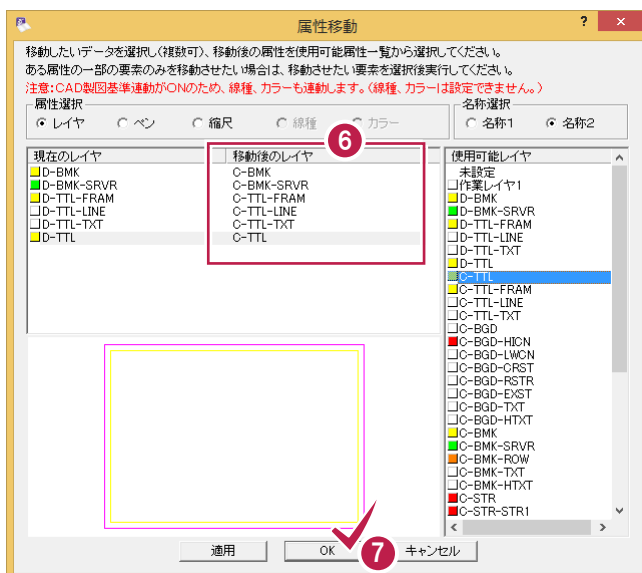 属性移動
? ×
移動したいデータを選択し(複数可)、移動後の属性を使用可能属性一覧から選択してください。
ある属性の一部の要素のみを移動させたい場合は、移動させたい要素を選択後実行してください。
注意:CAD製図基準連動がONのため、線種、カラーも連動します。(線種、カラーは設定できません。)
属性選択
レイヤ ペン 縮尺 線種 カラー
名称選択
名称1 名称2
6
現在のレイヤ 移動後のレイヤ
D-BMK C-BMK
D-BMK-SRVR C-BMK-SRVR
D-TTL-FRAM C-TTL-FRAM
D-TTL-LINE C-TTL-LINE
D-TTL-TXT C-TTL-TXT
D-TTL C-TTL
使用可能レイヤ
未設定
作業レイヤ1
D-BMK
D-BMK-SRVR
D-TTL-FRAM
D-TTL-LINE
D-TTL-TXT
D-TTL
C-TTL
C-TTL-FRAM
C-TTL-LINE
C-TTL-TXT
C-BGD
C-BGD-HICN
C-BGD-LWCN
C-BGD-CRST
C-BGD-RSTR
C-BGD-EXST
C-BGD-TXT
C-BGD-HTXT
C-BMK
C-BMK-SRVR
C-BMK-ROW
C-BMK-TXT
C-BMK-HTXT
C-STR
C-STR-STR1
適用 OK 7 キャンセル